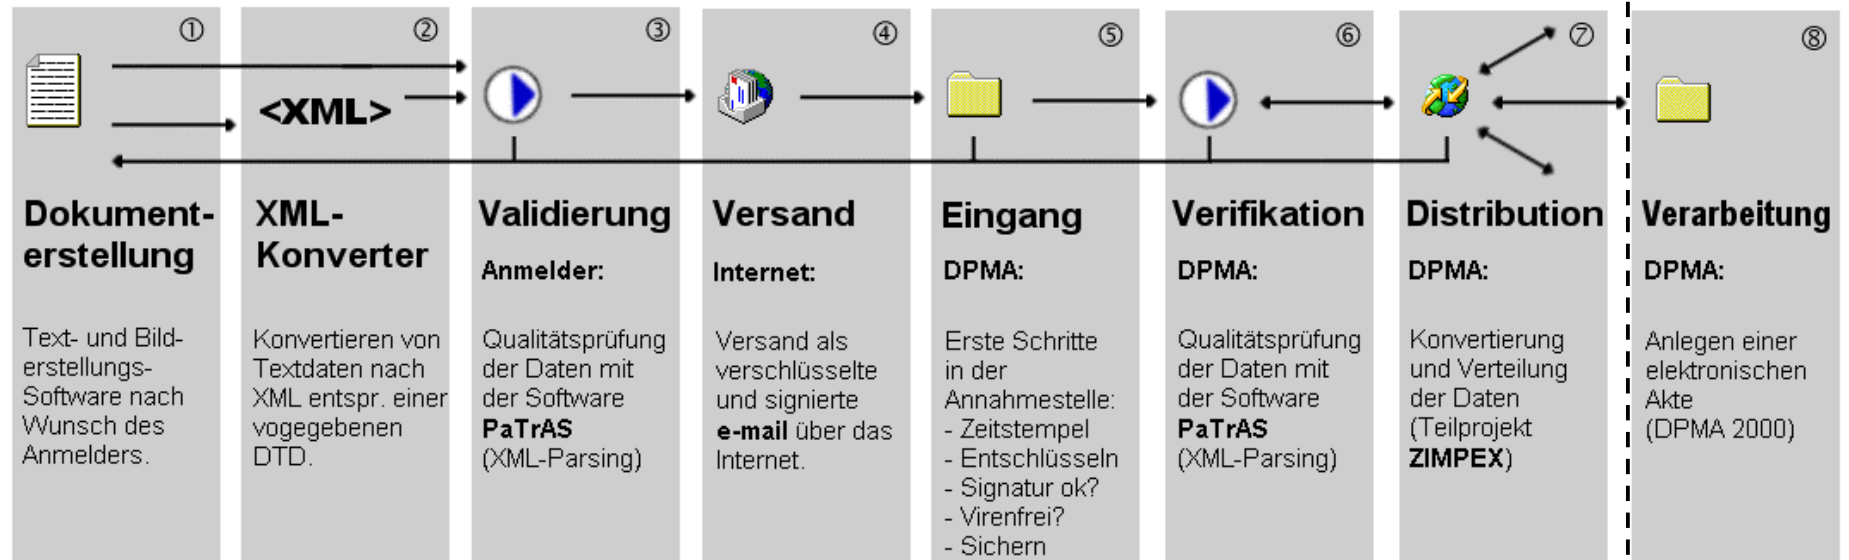 ①
Dokument-
erstellung
Text- und Bild-
erstellungs-
Software nach
Wunsch des
Anmelders.
②
<XML>
XML-
Konverter
Konvertieren von
Textdaten nach
XML entspr. einer
vogegebenen
DTD.
③
Validierung
Anmelder:
Qualitätsprüfung
der Daten mit
der Software
PaTrAS
(XML-Parsing)
④
Versand
Internet:
Versand als
verschlüsselte
und signierte
e-mail über das
Internet.
⑤
Eingang
DPMA:
Erste Schritte
in der
Annahmestelle:
- Zeitstempel
- Entschlüsseln
- Signatur ok?
- Virenfrei?
- Sichern
⑥
Verifikation
DPMA:
Qualitätsprüfung
der Daten mit
der Software
PaTrAS
(XML-Parsing)
⑦
Distribution
DPMA:
Konvertierung
und Verteilung
der Daten
(Teilprojekt
ZIMPEX)
⑧
Verarbeitung
DPMA:
Anlegen einer
elektronischen
Akte
(DPMA 2000)